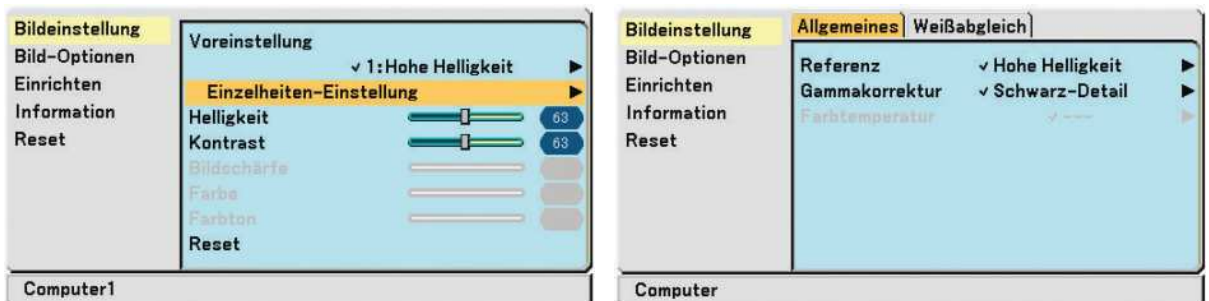 Bildeinstellung
Bild-Optionen
Einrichten
Information
Reset
Voreinstellung
✓ 1:Hohe Helligkeit ▶
Einzelheiten-Einstellung ▶
Helligkeit 63
Kontrast 63
Bildschärfe
Farbe
Farbton
Reset
Computer1
Bildeinstellung
Bild-Optionen
Einrichten
Information
Reset
Allgemeines Weißabgleich
Referenz ✓ Hohe Helligkeit ▶
Gammakorrektur ✓ Schwarz-Detail ▶
Farbtemperatur ✓ --- ▶
Computer